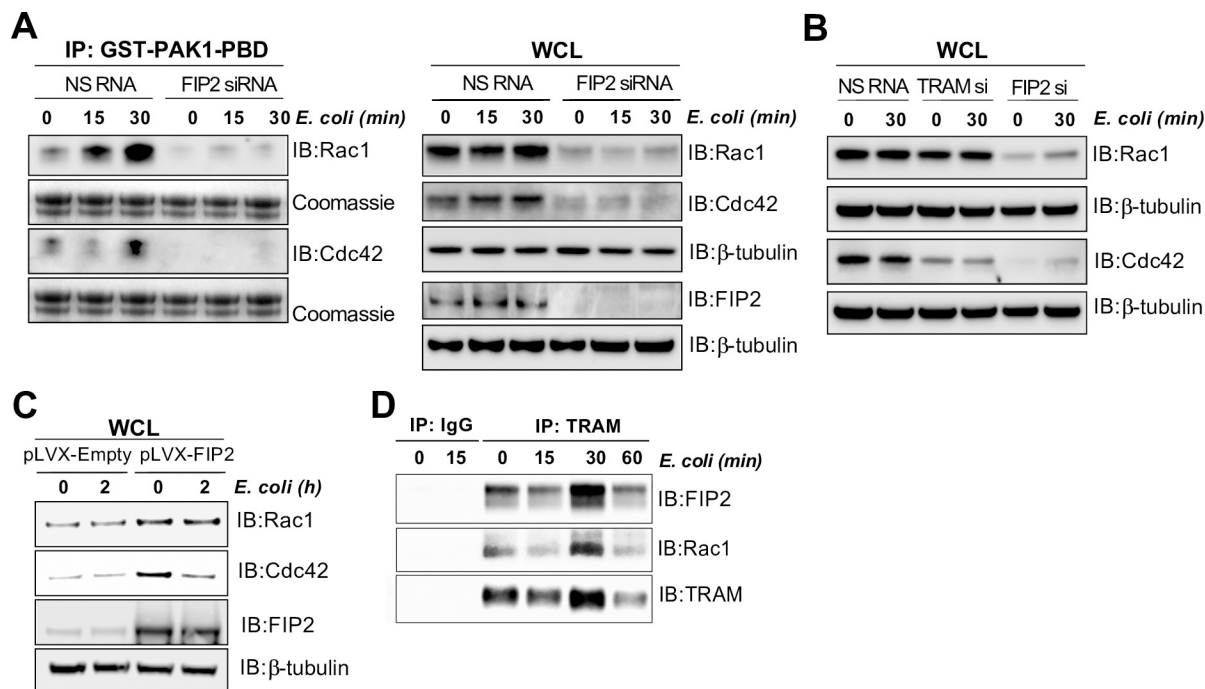 A
IP: GST-PAK1-PBD
NS RNA FIP2 siRNA
0 15 30 0 15 30 E. coli (min)
IB:Rac1
Coomassie
IB:Cdc42
Coomassie
WCL
NS RNA FIP2 siRNA
0 15 30 0 15 30 E. coli (min)
IB:Rac1
IB:Cdc42
IB:β-tubulin
IB:FIP2
IB:β-tubulin
B
WCL
NS RNA TRAM si FIP2 si
0 30 0 30 0 30 E. coli (min)
IB:Rac1
IB:β-tubulin
IB:Cdc42
IB:β-tubulin
C
WCL
pLVX-Empty pLVX-FIP2
0 2 0 2 E. coli (h)
IB:Rac1
IB:Cdc42
IB:FIP2
IB:β-tubulin
D
IP: IgG IP: TRAM
0 15 0 15 30 60 E. coli (min)
IB:FIP2
IB:Rac1
IB:TRAM